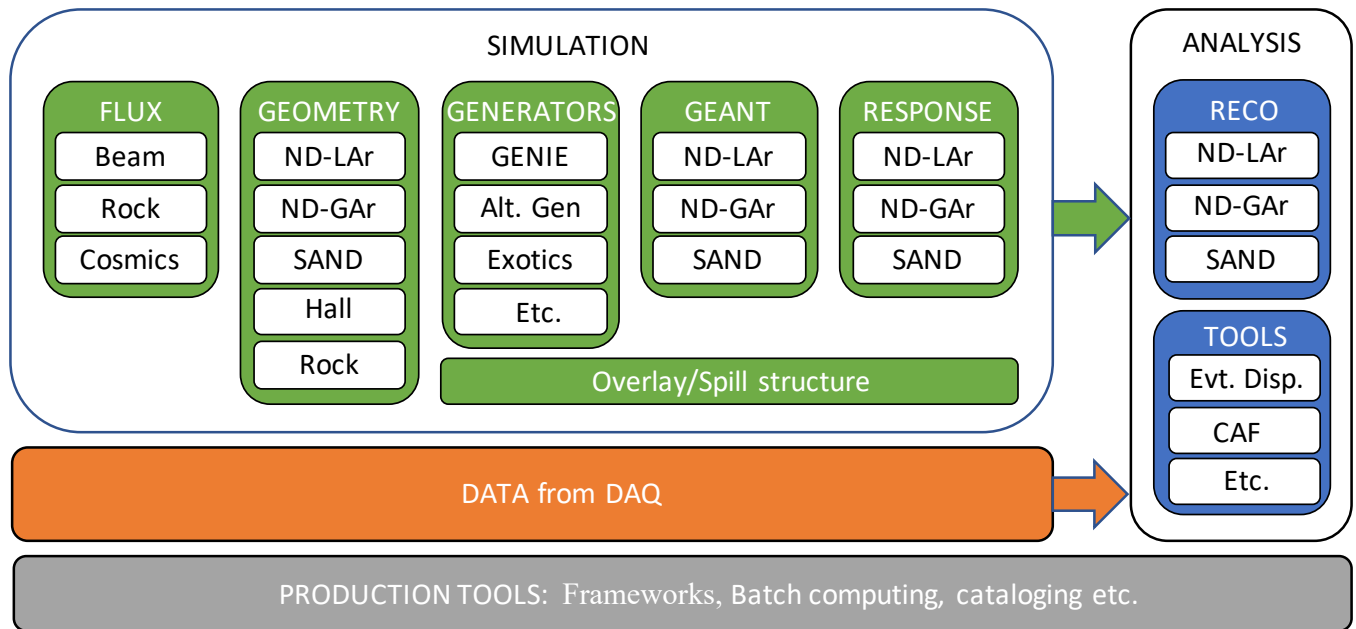 SIMULATION
FLUX
Beam
Rock
Cosmics
GEOMETRY
ND-LAr
ND-GAr
SAND
Hall
Rock
GENERATORS
GENIE
Alt. Gen
Exotics
Etc.
GEANT
ND-LAr
ND-GAr
SAND
RESPONSE
ND-LAr
ND-GAr
SAND
Overlay/Spill structure
ANALYSIS
RECO
ND-LAr
ND-GAr
SAND
TOOLS
Evt. Disp.
CAF
Etc.
DATA from DAQ
PRODUCTION TOOLS: Frameworks, Batch computing, cataloging etc.